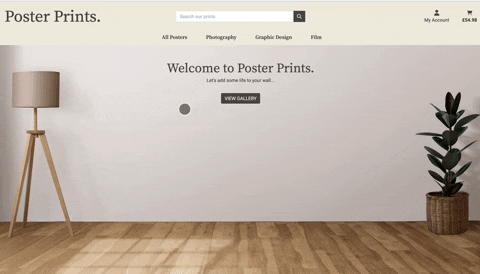 Poster Prints.
Search our prints
My Account
£54.98
All Posters Photography Graphic Design Film
Welcome to Poster Prints.
Let's add some life to your wall...
VIEW GALLERY